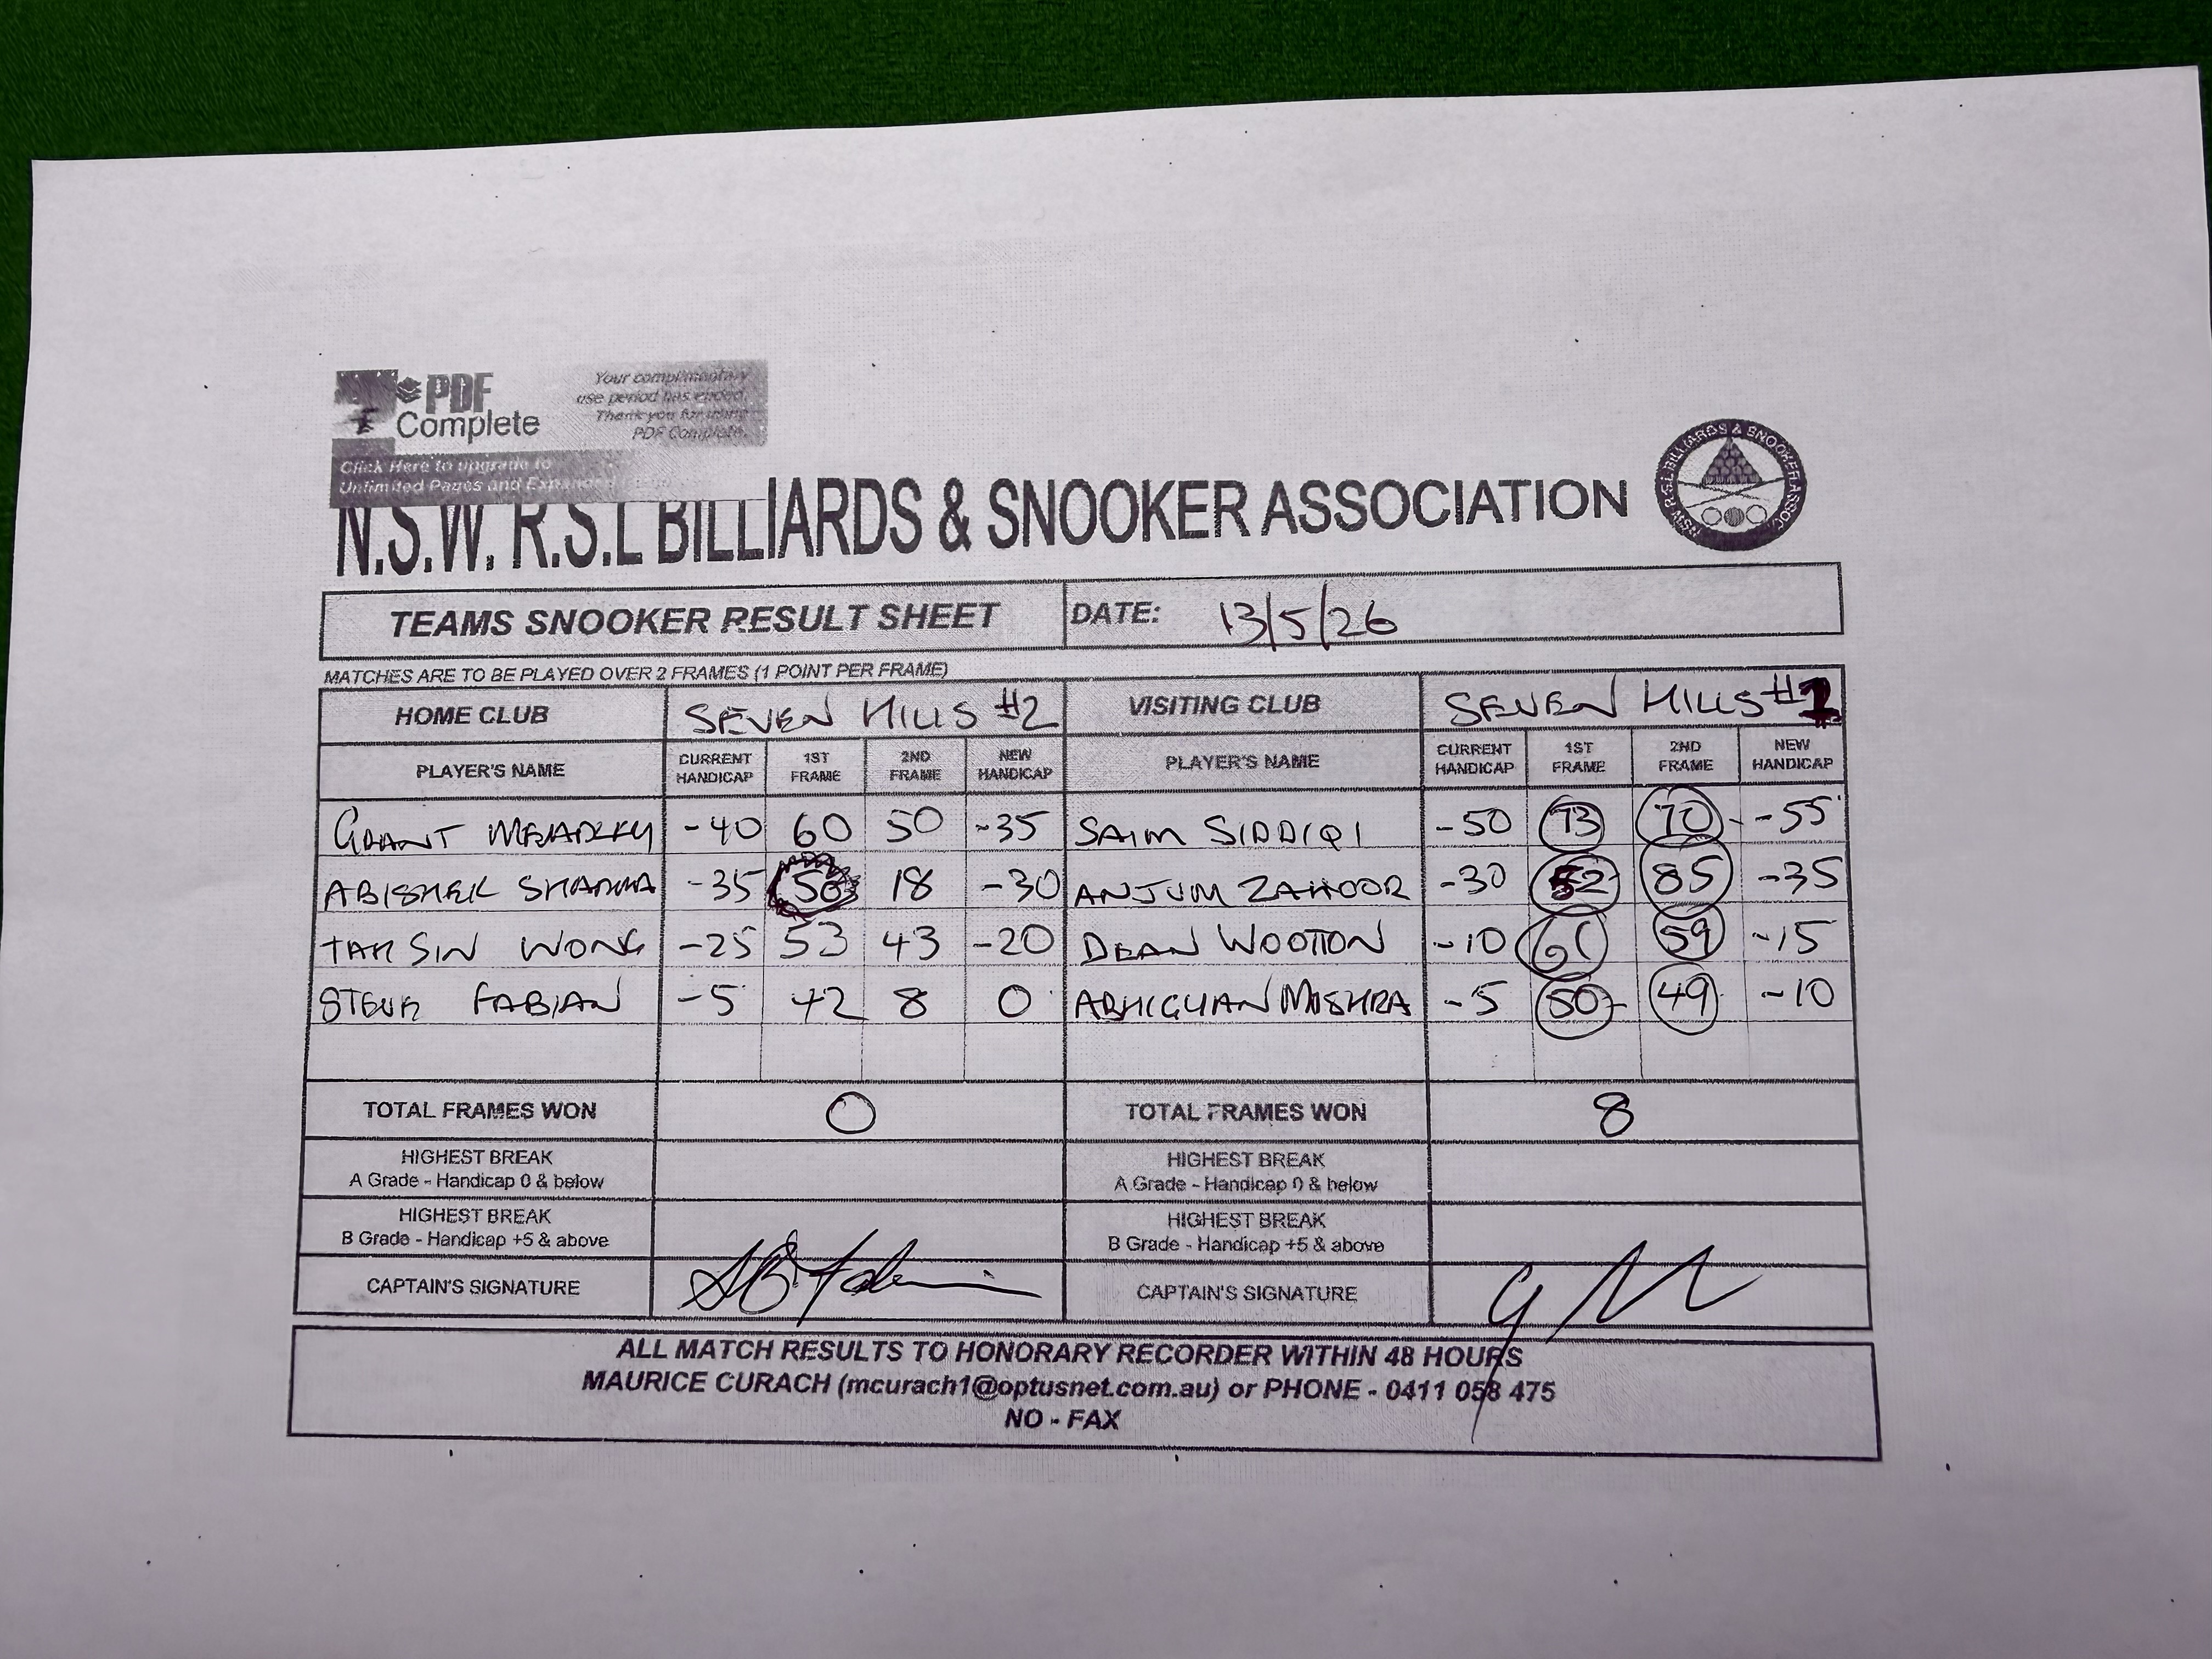 PDF
Complete
Your complimentary
use period has ended.
Thank you for using
PDF Complete.
Click Here to upgrade to
Unlimited Pages and Expanded
N.S.W. R.S.L BILLIARDS & SNOOKER ASSOCIATION
NSW R.S.L BILLIARDS & SNOOKER ASSOC
TEAMS SNOOKER RESULT SHEET DATE: 13/5/26
MATCHES ARE TO BE PLAYED OVER 2 FRAMES (1 POINT PER FRAME)
HOME CLUB SEVEN HILLS #2 VISITING CLUB SEVEN HILLS #1
PLAYER'S NAME CURRENT HANDICAP 1ST FRAME 2ND FRAME NEW HANDICAP PLAYER'S NAME CURRENT HANDICAP 1ST FRAME 2ND FRAME NEW HANDICAP
GRANT -40 60 50 -35 SAIM SIDDIQI -50 73 70 -55
ABISHEK SHARMA -35 50 18 -30 ANJUM ZAHOOR -30 52 85 -35
TAK SIN WONG -25 53 43 -20 DEAN WOOTTON -10 61 59 -15
STEVE FABIAN -5 42 8 0 MISHRA -5 50 49 -10
TOTAL FRAMES WON 0 TOTAL FRAMES WON 8
HIGHEST BREAK A Grade - Handicap 0 & below HIGHEST BREAK A Grade - Handicap 0 & below
HIGHEST BREAK B Grade - Handicap +5 & above HIGHEST BREAK B Grade - Handicap +5 & above
CAPTAIN'S SIGNATURE CAPTAIN'S SIGNATURE
ALL MATCH RESULTS TO HONORARY RECORDER WITHIN 48 HOURS
MAURICE CURACH (mcurach1@optusnet.com.au) or PHONE - 0411 058 475
NO - FAX